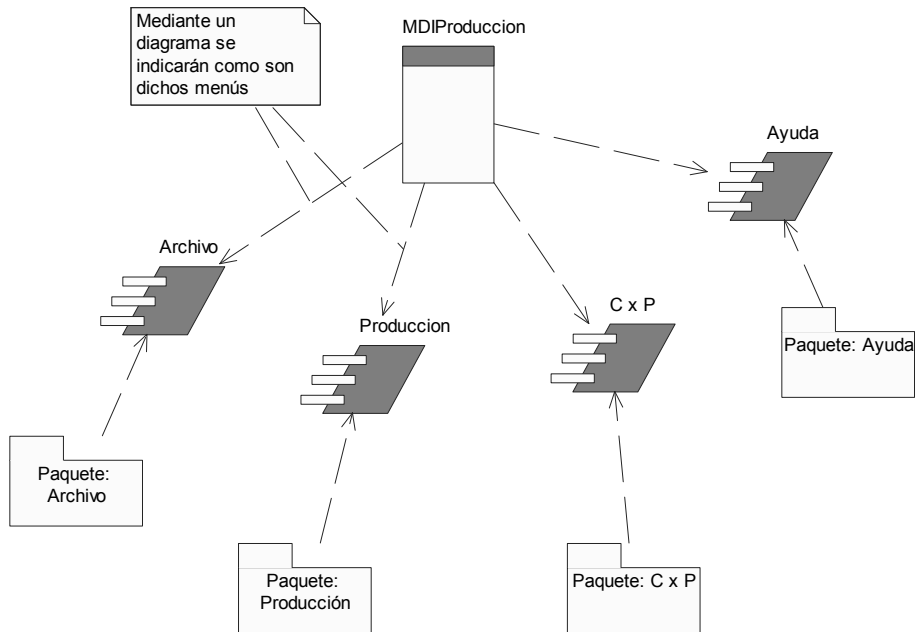 Mediante un
diagrama se
indicarán como son
dichos menús
MDIProduccion
Ayuda
Archivo
Produccion
C x P
Paquete: Ayuda
Paquete:
Archivo
Paquete:
Producción
Paquete: C x P